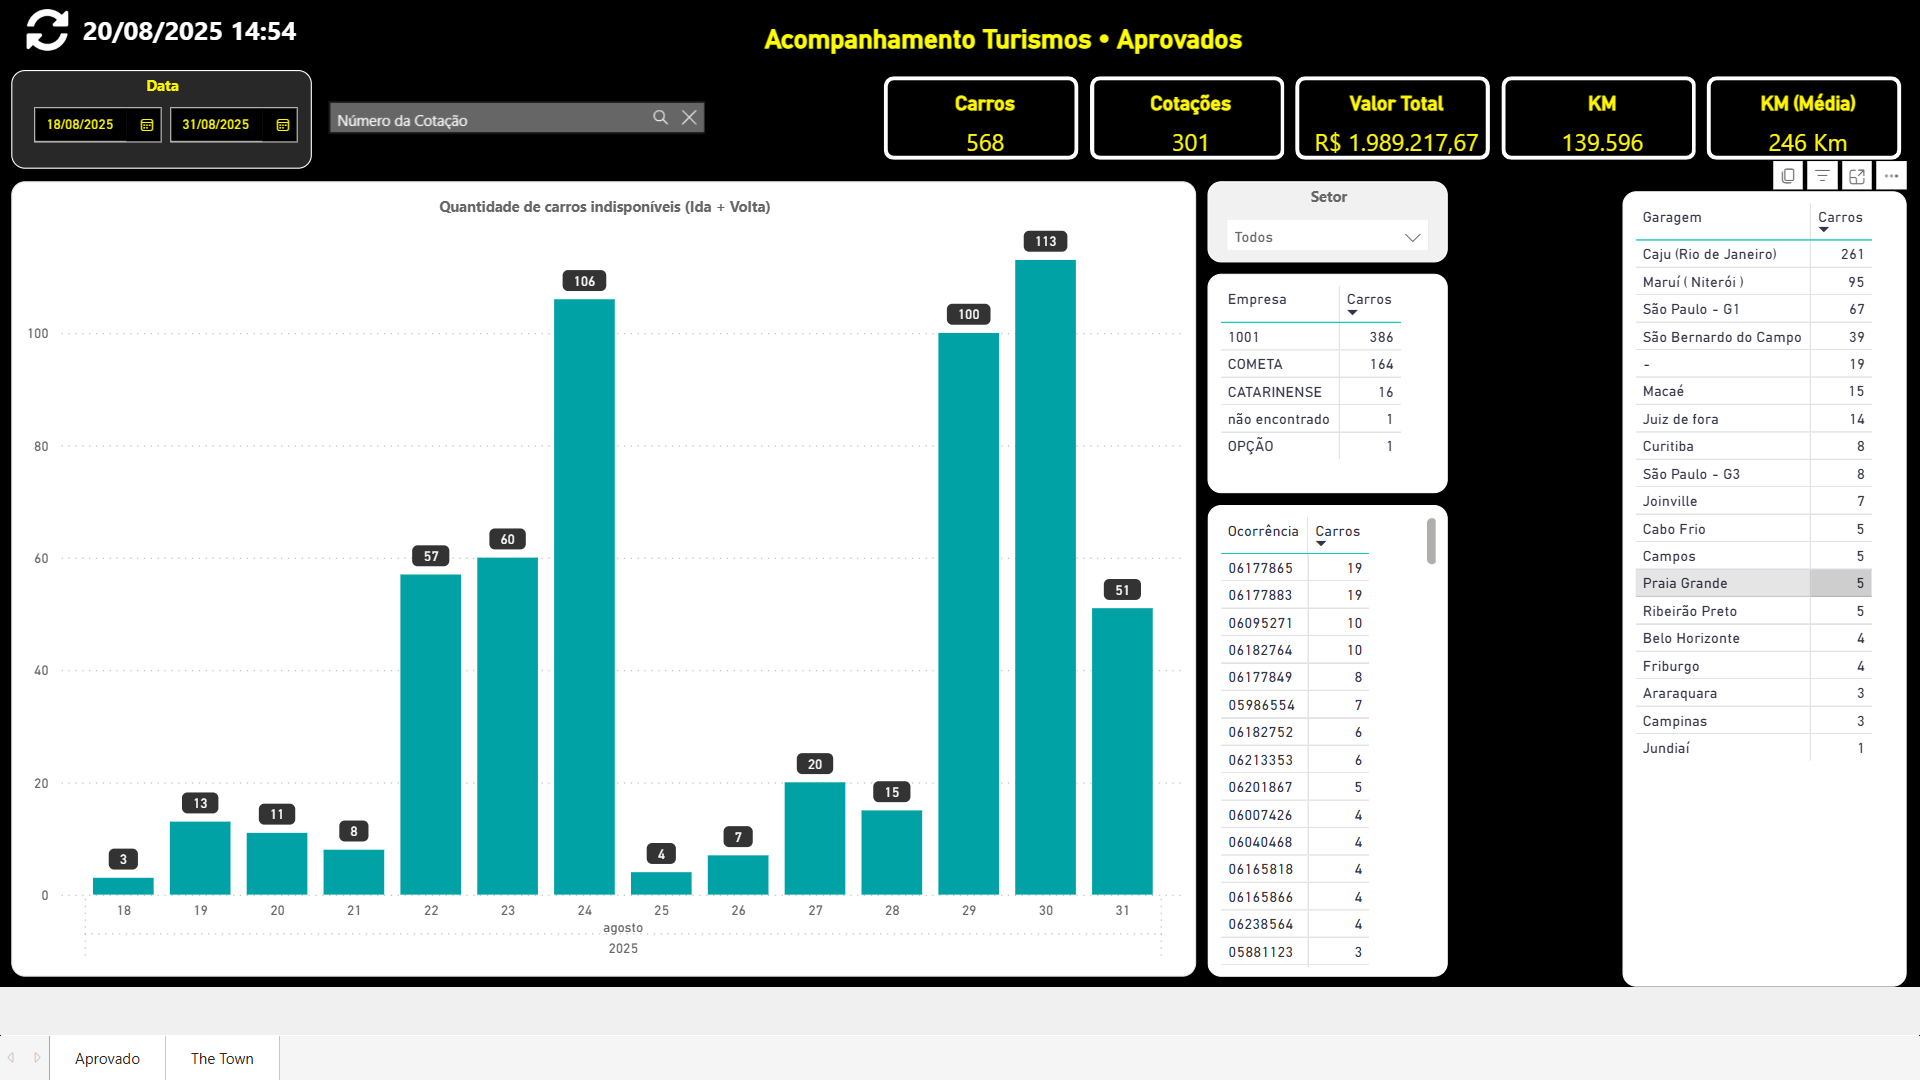 20/08/2025 14:54
Acompanhamento Turismos • Aprovados
Data
18/08/2025 31/08/2025
Número da Cotação
Carros
568
Cotações
301
Valor Total
R$ 1.989.217,67
KM
139.596
KM (Média)
246 Km
Quantidade de carros indisponíveis (Ida + Volta)
100
80
60
40
20
0
3
13
11
8
57
60
106
4
7
20
15
100
113
51
18 19 20 21 22 23 24 25 26 27 28 29 30 31
agosto
2025
Setor
Todos
Empresa Carros
1001 386
COMETA 164
CATARINENSE 16
não encontrado 1
OPÇÃO 1
Ocorrência Carros
06177865 19
06177883 19
06095271 10
06182764 10
06177849 8
05986554 7
06182752 6
06213353 6
06201867 5
06007426 4
06040468 4
06165818 4
06165866 4
06238564 4
05881123 3
Garagem Carros
Caju (Rio de Janeiro) 261
Maruí ( Niterói ) 95
São Paulo - G1 67
São Bernardo do Campo 39
- 19
Macaé 15
Juiz de fora 14
Curitiba 8
São Paulo - G3 8
Joinville 7
Cabo Frio 5
Campos 5
Praia Grande 5
Ribeirão Preto 5
Belo Horizonte 4
Friburgo 4
Araraquara 3
Campinas 3
Jundiaí 1
Aprovado
The Town